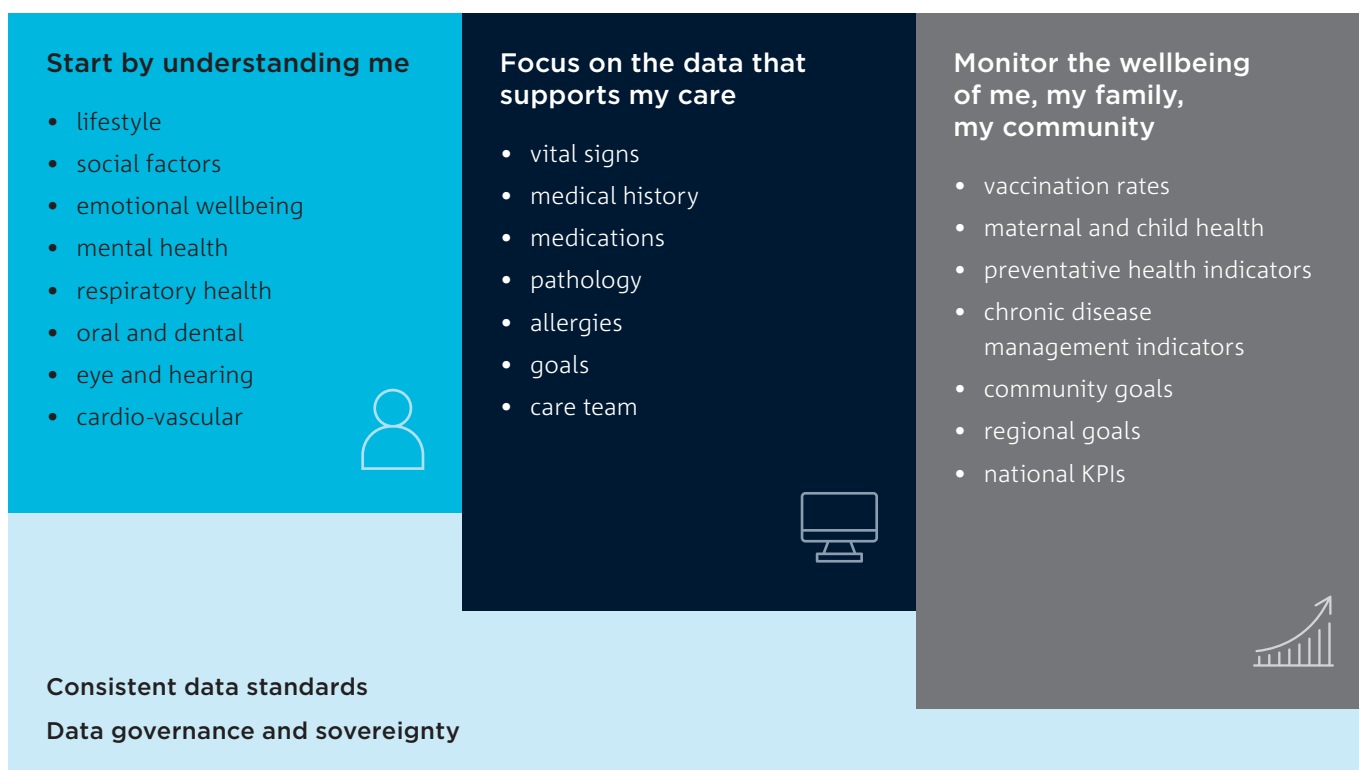 Start by understanding me
• lifestyle
• social factors
• emotional wellbeing
• mental health
• respiratory health
• oral and dental
• eye and hearing
• cardio-vascular
Focus on the data that
supports my care
• vital signs
• medical history
• medications
• pathology
• allergies
• goals
• care team
Monitor the wellbeing
of me, my family,
my community
• vaccination rates
• maternal and child health
• preventative health indicators
• chronic disease
management indicators
• community goals
• regional goals
• national KPIs
Consistent data standards
Data governance and sovereignty